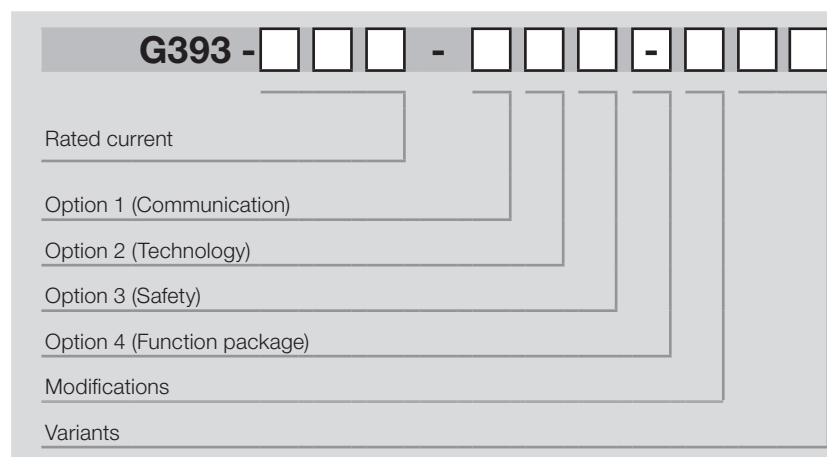 G393 - -  -
Rated current
Option 1 (Communication)
Option 2 (Technology)
Option 3 (Safety)
Option 4 (Function package)
Modifications
Variants